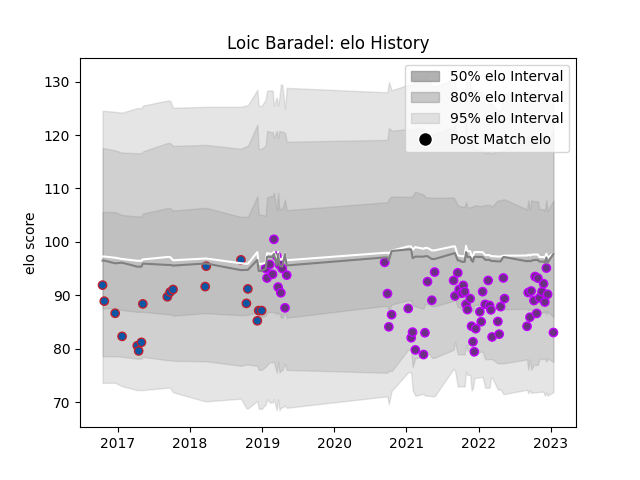 Loic Baradel: elo History
50% elo Interval
80% elo Interval
95% elo Interval
Post Match elo
elo score
130
120
110
100
90
80
70
2017 2018 2019 2020 2021 2022 2023